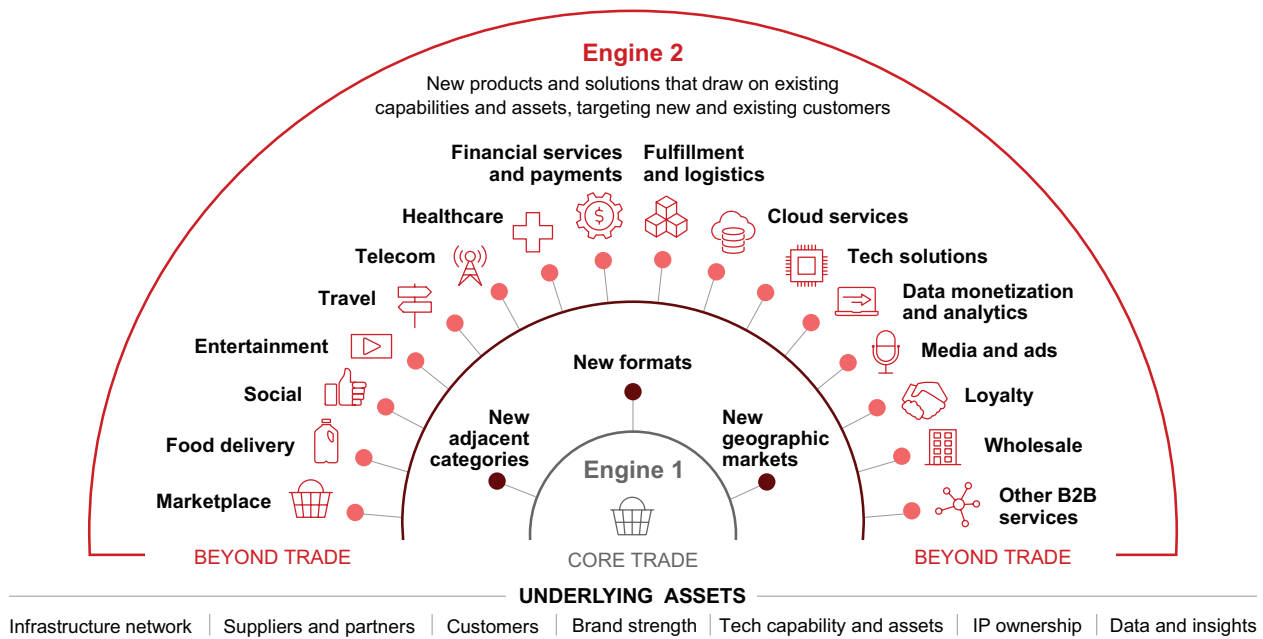 Engine 2
New products and solutions that draw on existing
capabilities and assets, targeting new and existing customers
Financial services
and payments
Fulfillment
and logistics
Healthcare
$
Cloud services
Telecom
Tech solutions
Travel
Data monetization
and analytics
Entertainment
Media and ads
Social
Loyalty
Food delivery
Wholesale
Marketplace
Other B2B
services
New formats
New
adjacent
categories
New
geographic
markets
Engine 1
BEYOND TRADE
CORE TRADE
BEYOND TRADE
UNDERLYING ASSETS
Infrastructure network | Suppliers and partners | Customers | Brand strength | Tech capability and assets | IP ownership | Data and insights